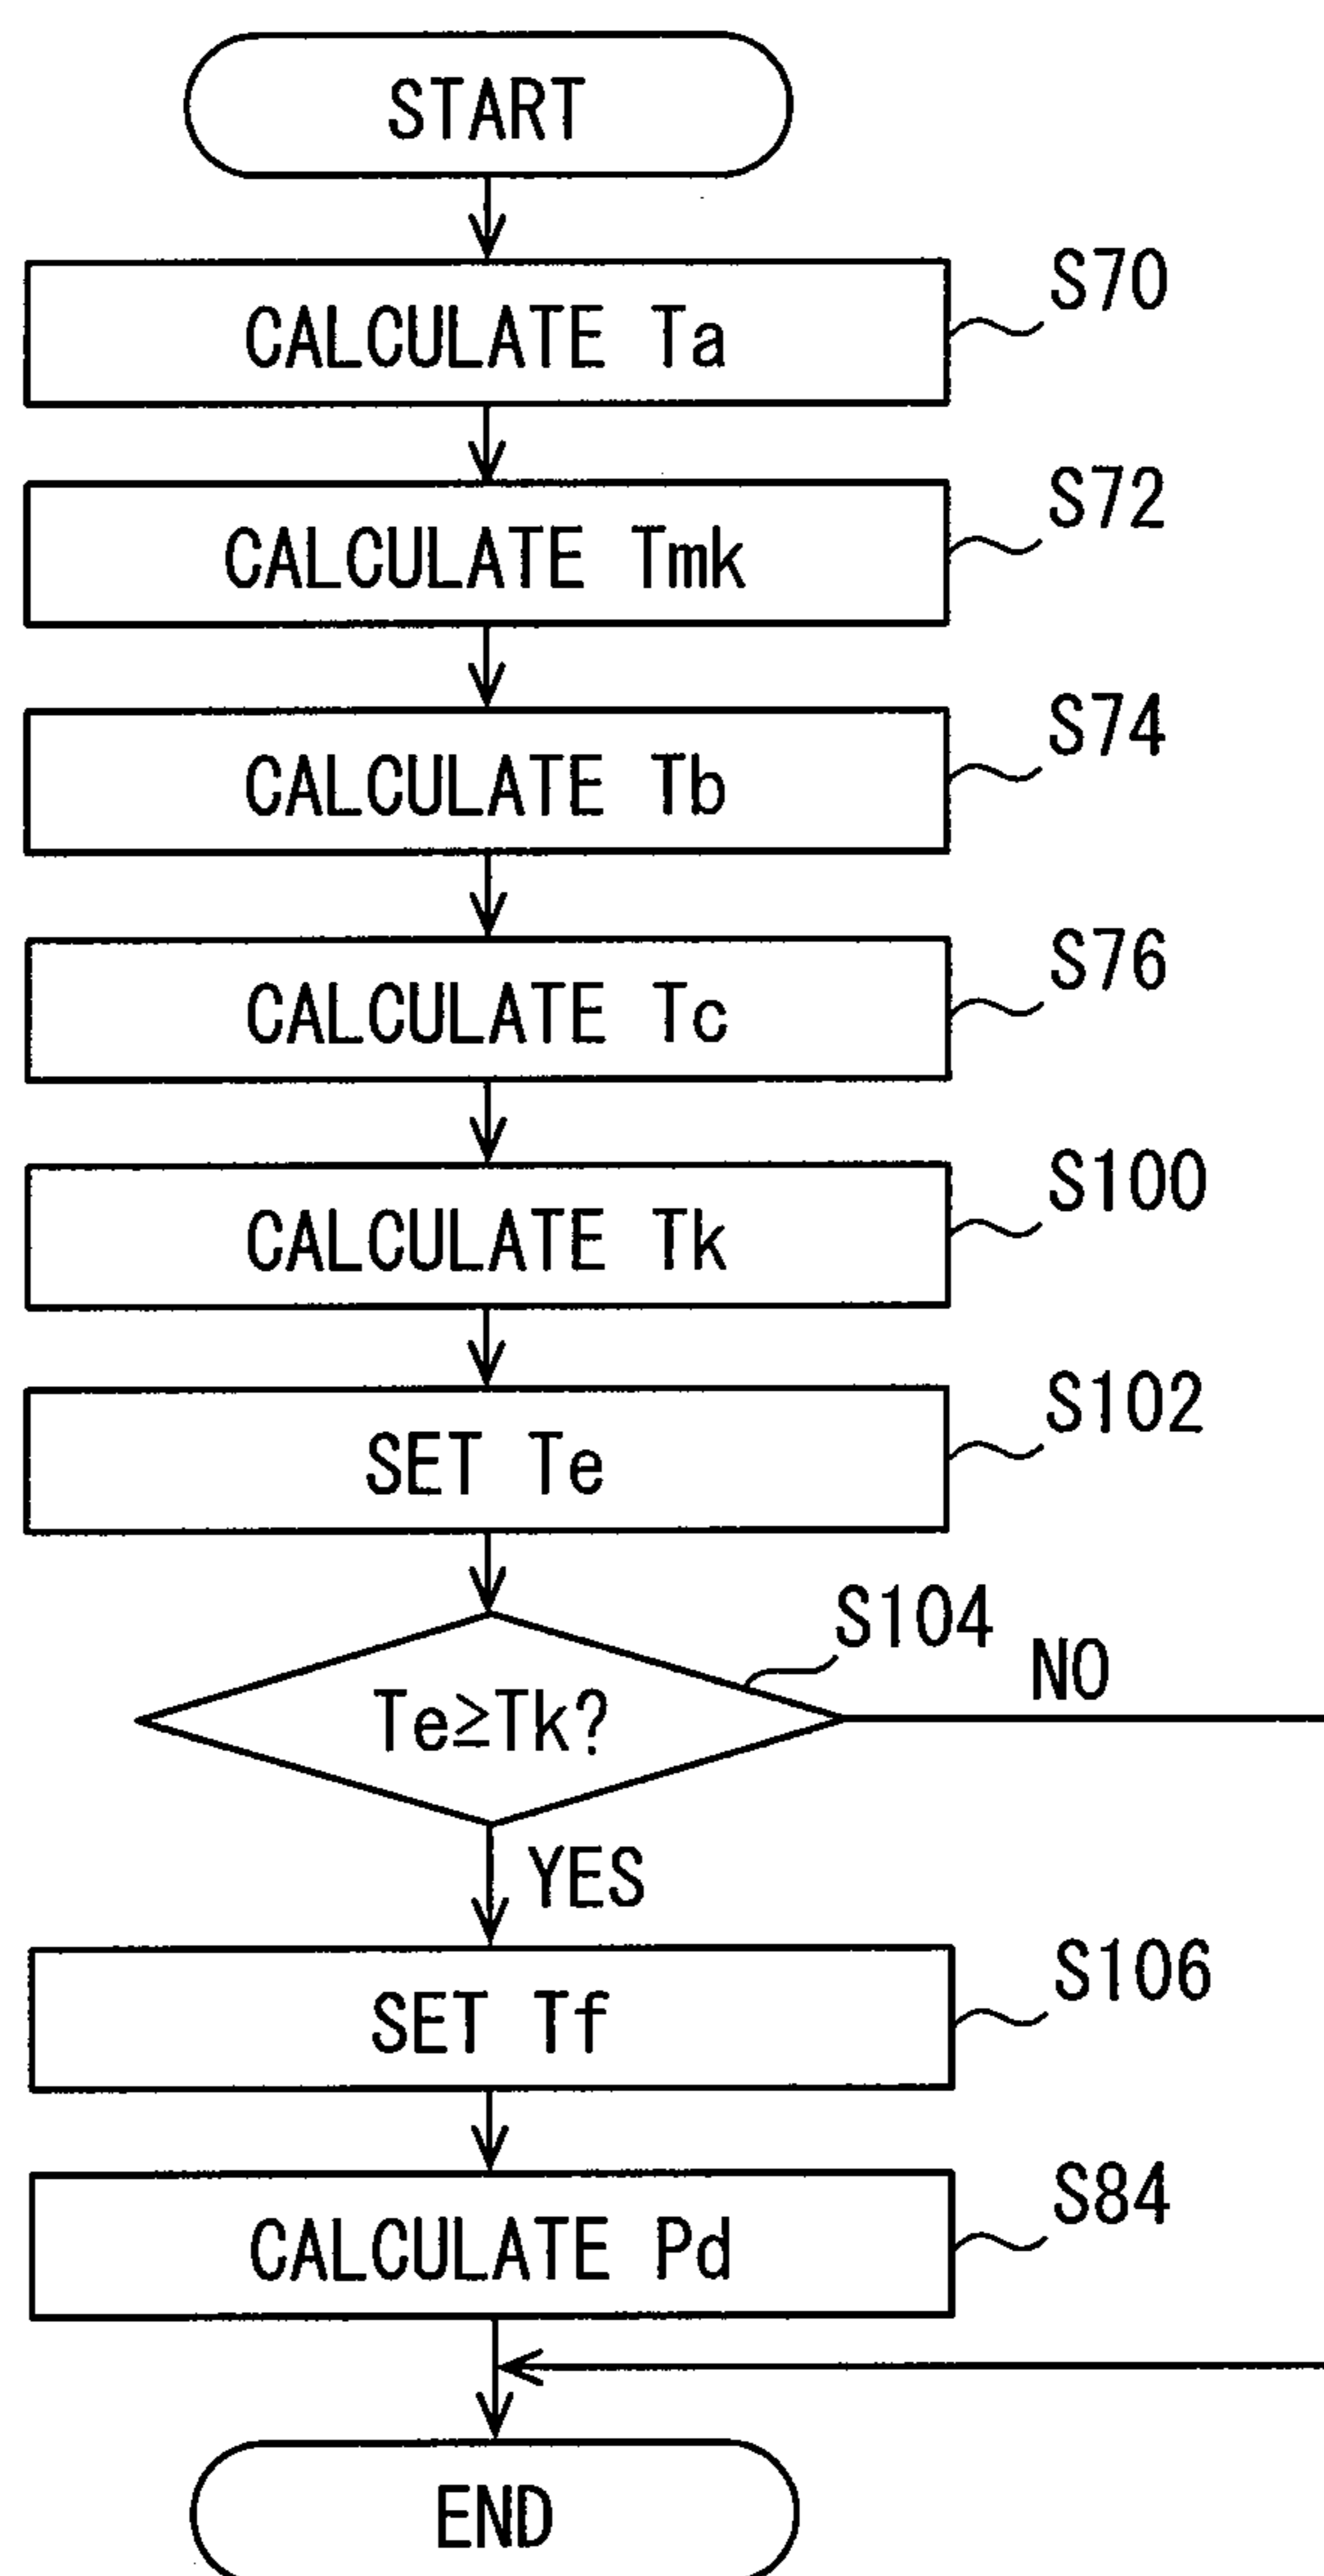 START
CALCULATE Ta
S70
CALCULATE Tmk
S72
CALCULATE Tb
S74
CALCULATE Tc
S76
CALCULATE Tk
S100
SET Te
S102
Te≧Tk?
S104
NO
YES
SET Tf
S106
CALCULATE Pd
S84
END